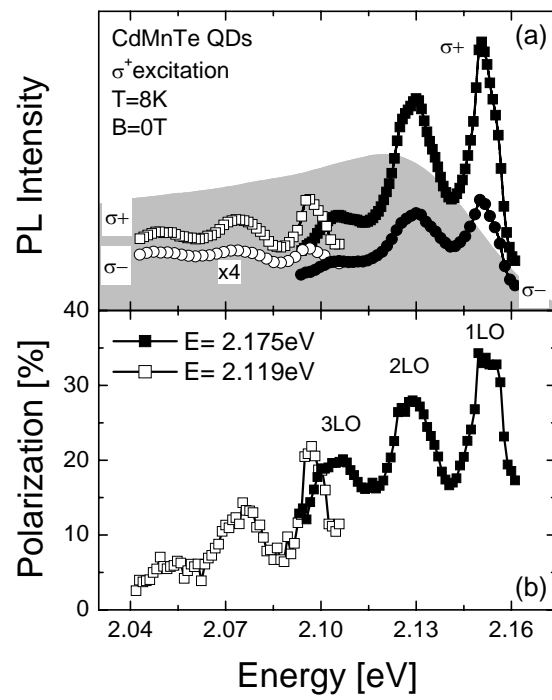 (a)
CdMnTe QDs
σ+ excitation
T=8K
B=0T
σ+
PL Intensity
σ+
σ−
x4
σ−
40
30
20
10
0
Polarization [%]
E= 2.175eV
E= 2.119eV
1LO
2LO
3LO
(b)
2.04 2.07 2.10 2.13 2.16
Energy [eV]